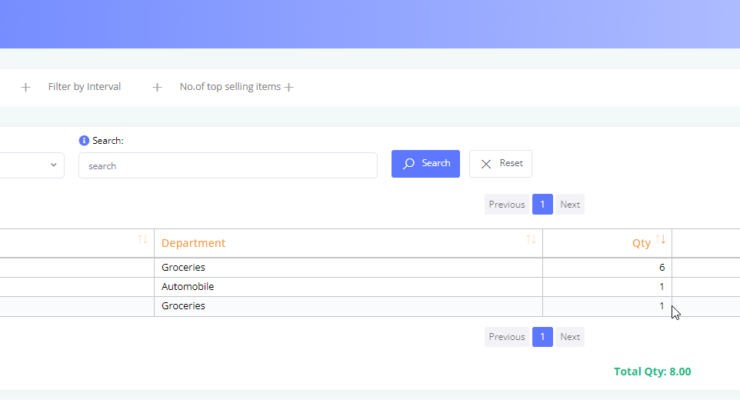 Filter by Interval No.of top selling items
Search:
search Search Reset
Previous 1 Next
Department Qty
Groceries 6
Automobile 1
Groceries 1
Previous 1 Next
Total Qty: 8.00